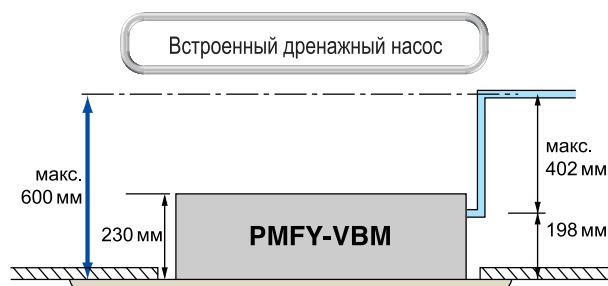 Встроенный дренажный насос
макс.
600 мм
230 мм
PMFY-VBM
макс.
402 мм
198 мм